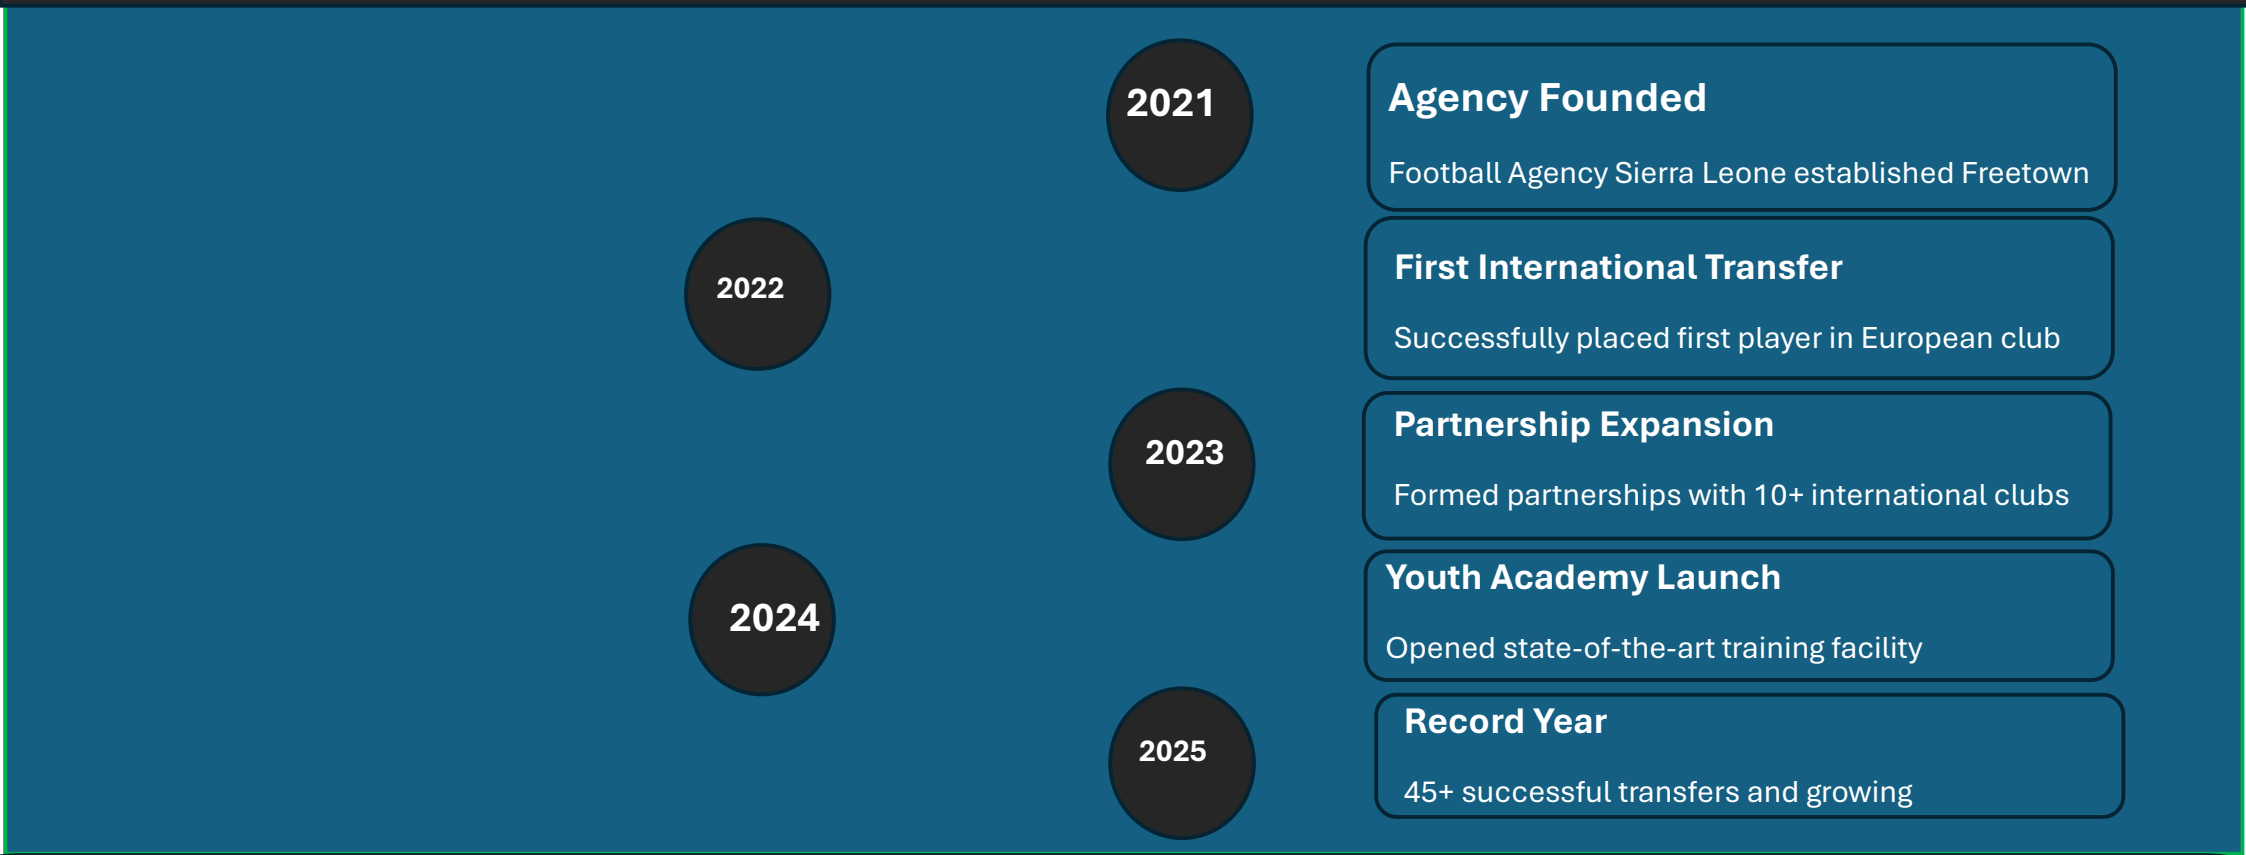 2021
Agency Founded
Football Agency Sierra Leone established Freetown
2022
First International Transfer
Successfully placed first player in European club
2023
Partnership Expansion
Formed partnerships with 10+ international clubs
2024
Youth Academy Launch
Opened state-of-the-art training facility
2025
Record Year
45+ successful transfers and growing